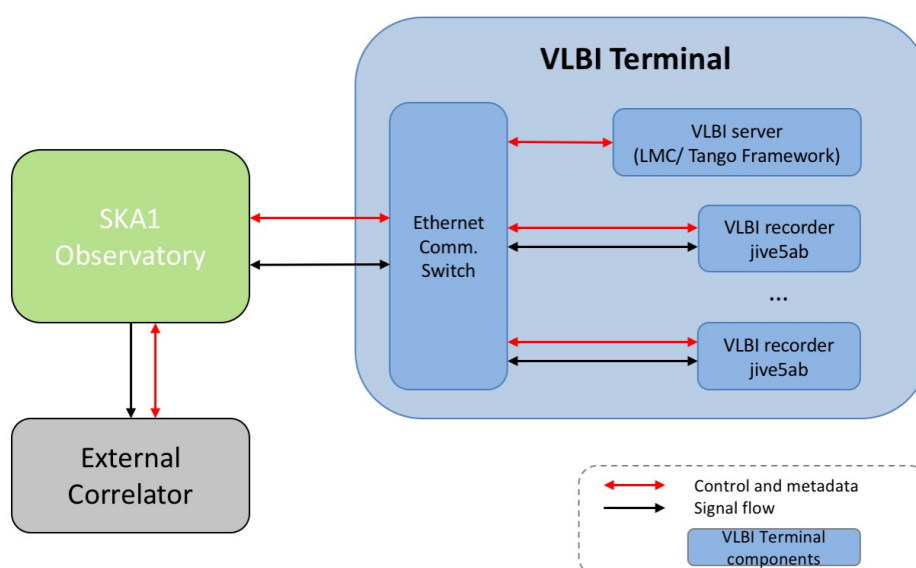 VLBI Terminal
VLBI server
(LMC/ Tango Framework)
SKA1
Observatory
Ethernet
Comm.
Switch
VLBI recorder
jive5ab
...
VLBI recorder
jive5ab
External
Correlator
Control and metadata
Signal flow
VLBI Terminal
components